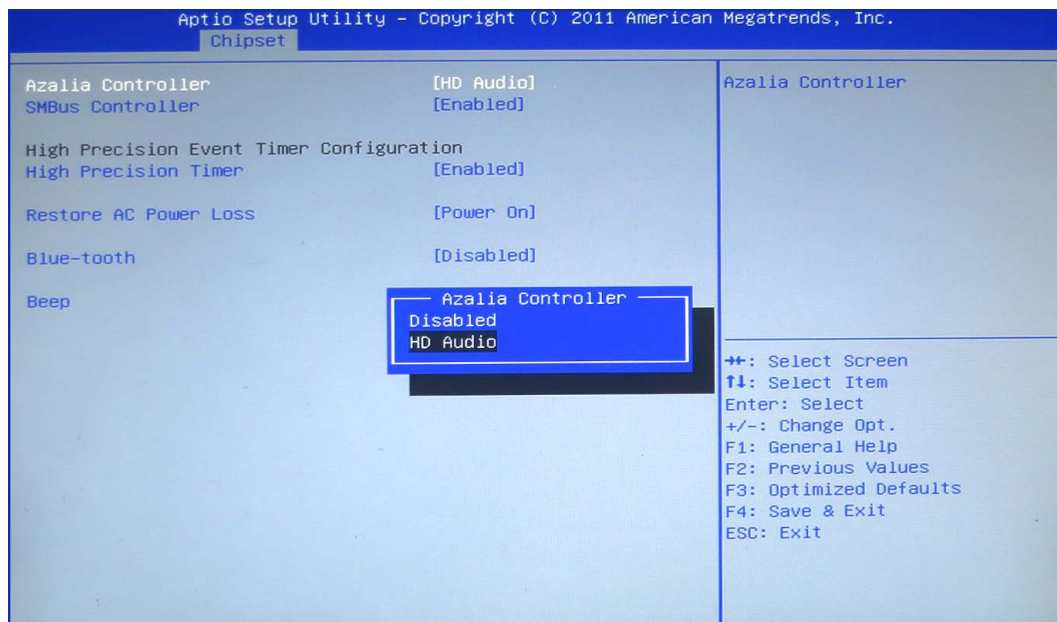 Aptio Setup Utility – Copyright (C) 2011 American Megatrends, Inc.
Chipset
Azalia Controller [HD Audio]
SMBus Controller [Enabled]
High Precision Event Timer Configuration
High Precision Timer [Enabled]
Restore AC Power Loss [Power On]
Blue-tooth [Disabled]
Beep
Azalia Controller
Disabled
HD Audio
Azalia Controller
→←: Select Screen
↑↓: Select Item
Enter: Select
+/-: Change Opt.
F1: General Help
F2: Previous Values
F3: Optimized Defaults
F4: Save & Exit
ESC: Exit